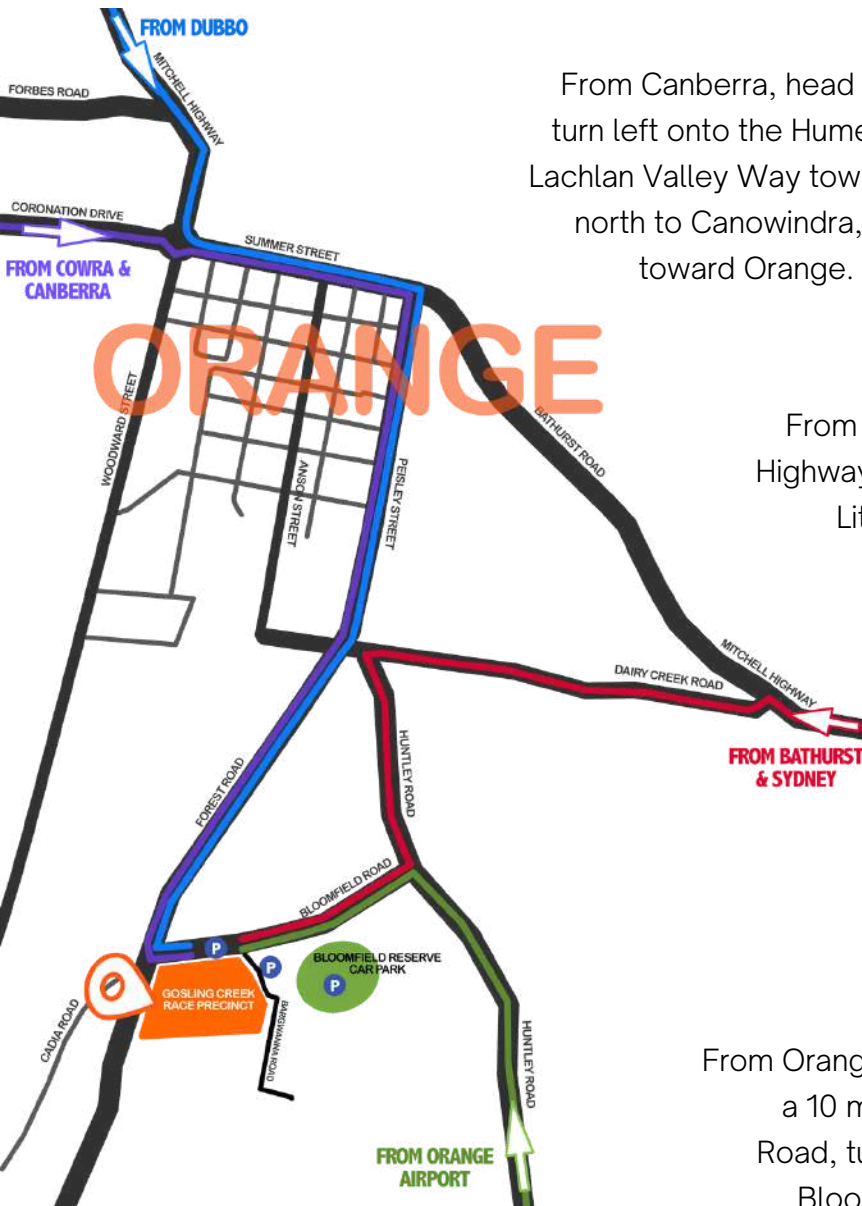 FROM DUBBO
FORBES ROAD
MITCHELL HIGHWAY
CORONATION DRIVE
SUMMER STREET
FROM COWRA &
CANBERRA
ORANGE
WOODWARD STREET
ANSON STREET
PEISLEY STREET
BATHURST ROAD
MITCHELL HIGHWAY
DAIRY CREEK ROAD
FROM BATHURST
& SYDNEY
HUNTLEY ROAD
FOREST ROAD
BLOOMFIELD ROAD
P
P
BLOOMFIELD RESERVE
CAR PARK
P
GOSLING CREEK
RACE PRECINCT
CADIA ROAD
BARGWANNA ROAD
HUNTLEY ROAD
FROM ORANGE
AIRPORT
From Canberra, head
turn left onto the Hume
Lachlan Valley Way tow
north to Canowindra,
toward Orange.
From
Highway
Lit
From Orang
a 10 m
Road, tu
Bloo